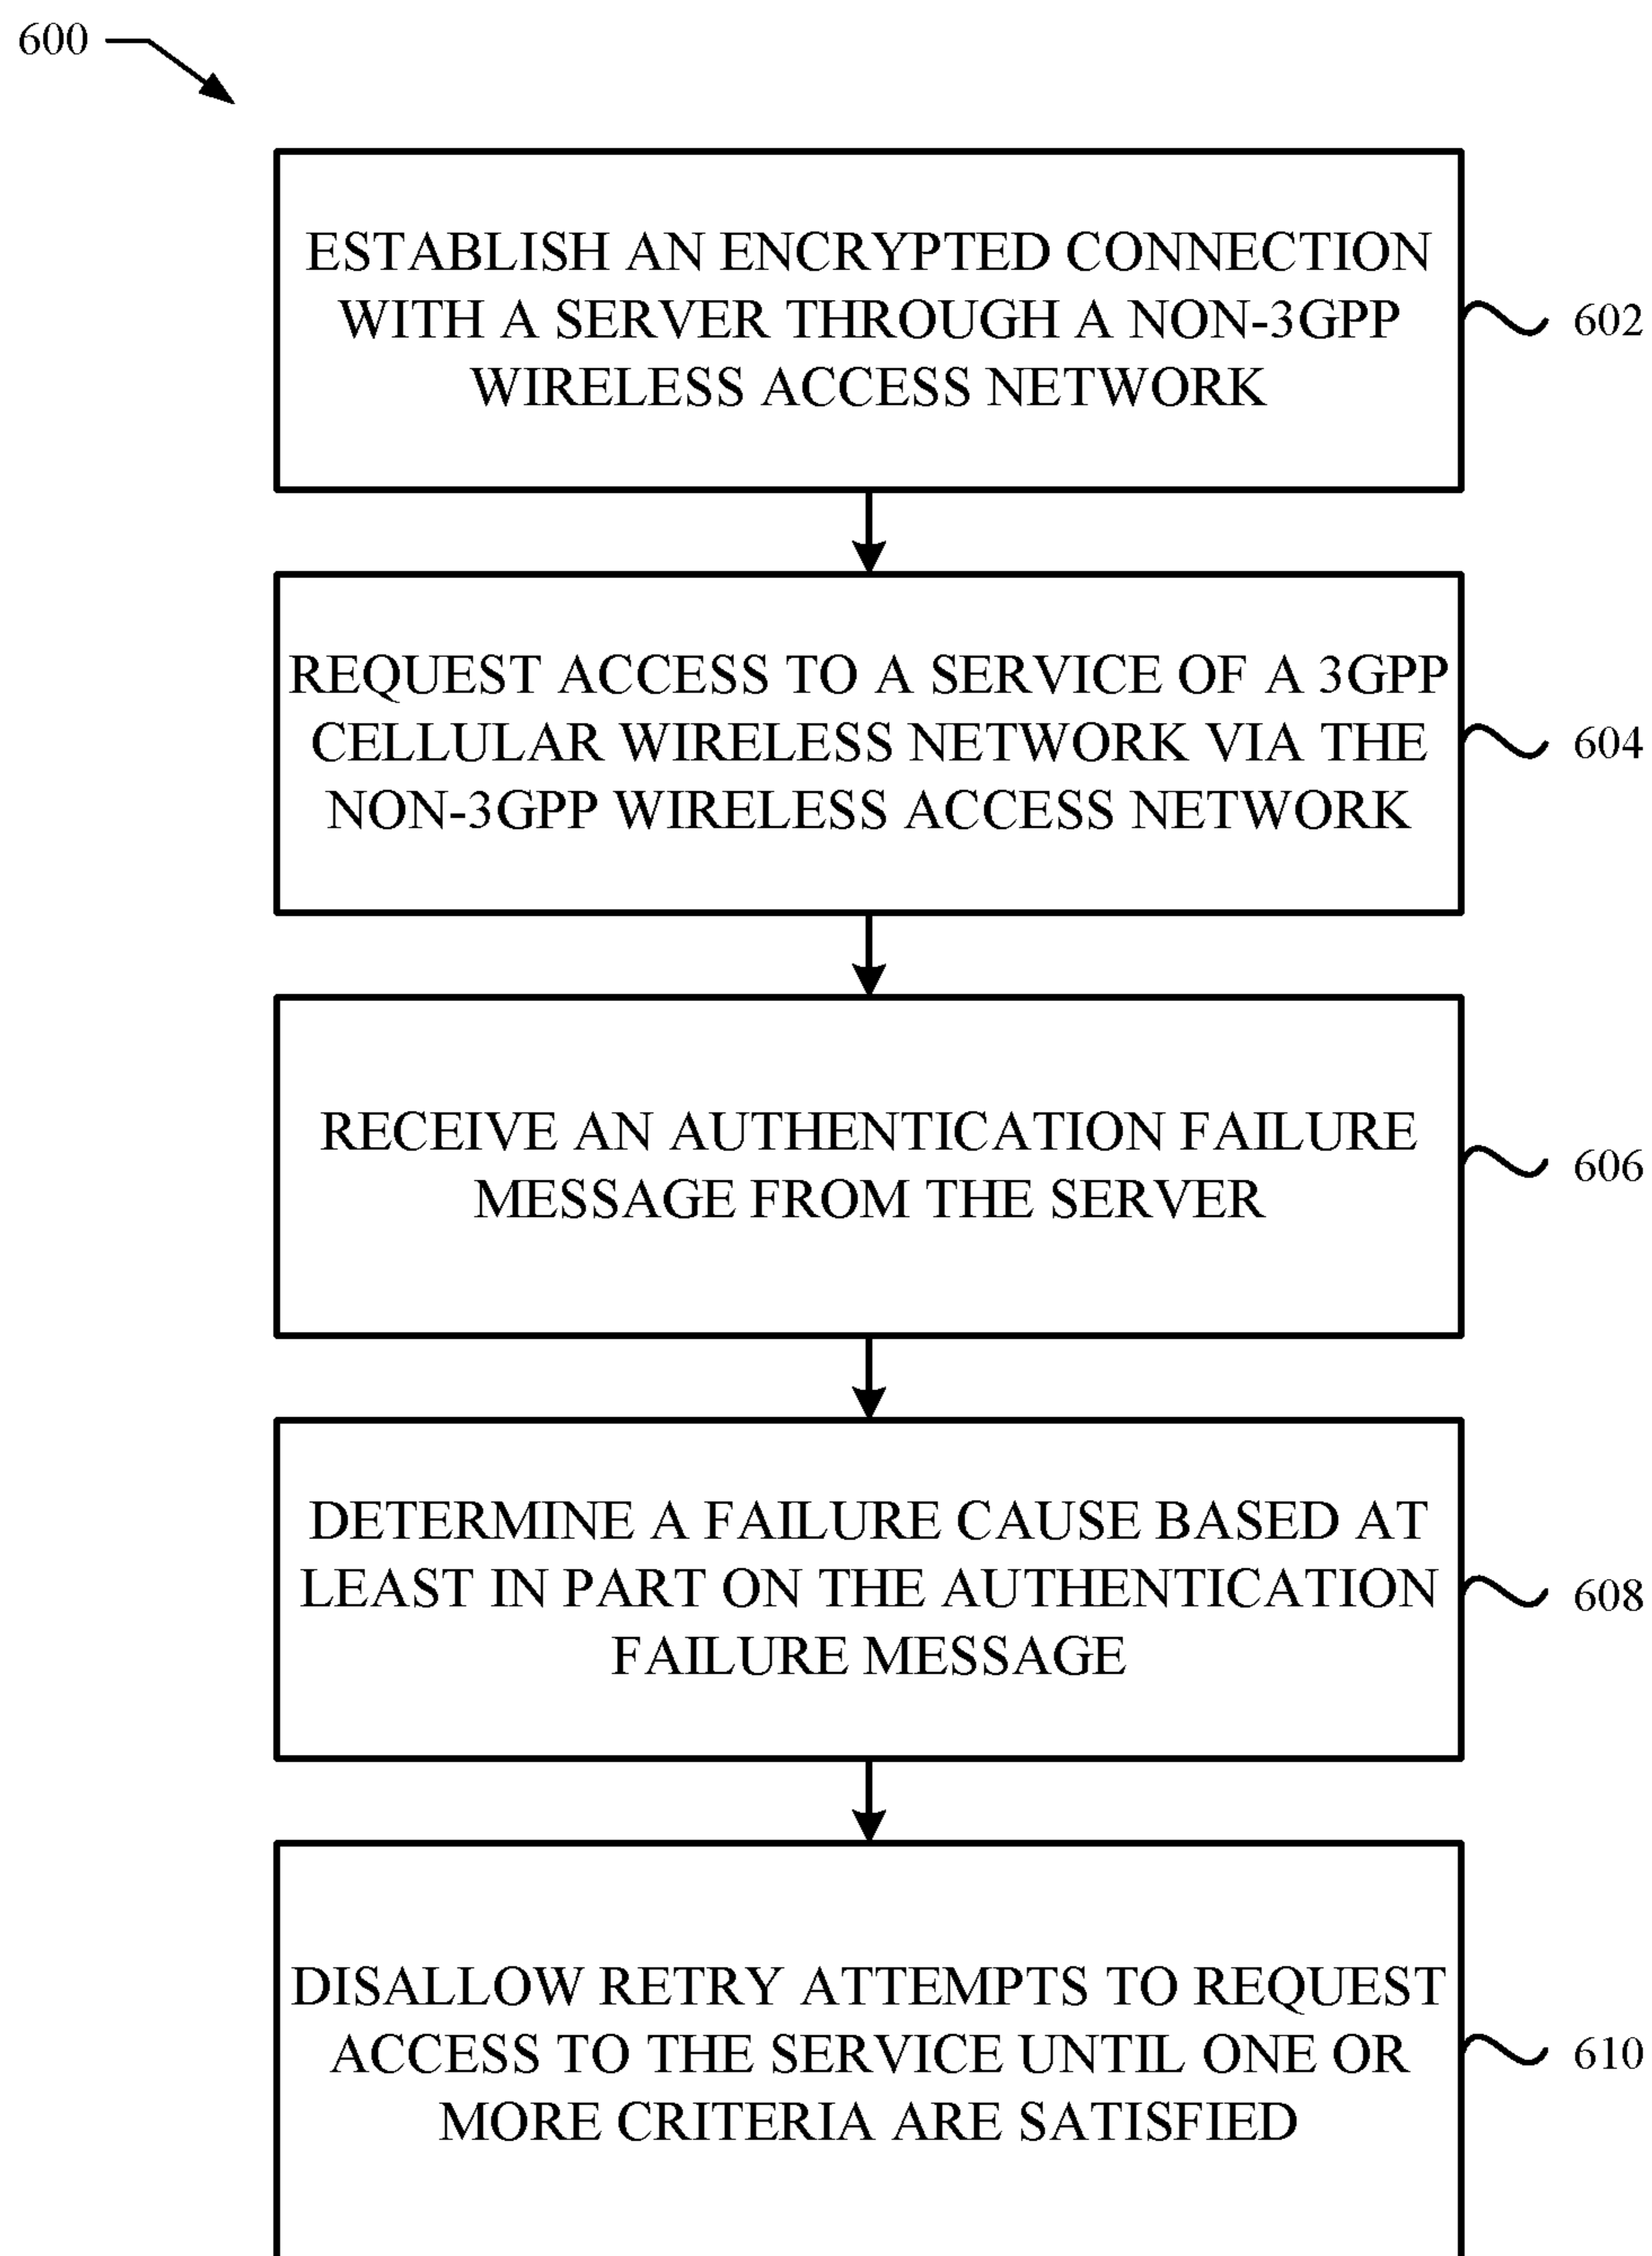 600
ESTABLISH AN ENCRYPTED CONNECTION
WITH A SERVER THROUGH A NON-3GPP
WIRELESS ACCESS NETWORK
602
REQUEST ACCESS TO A SERVICE OF A 3GPP
CELLULAR WIRELESS NETWORK VIA THE
NON-3GPP WIRELESS ACCESS NETWORK
604
RECEIVE AN AUTHENTICATION FAILURE
MESSAGE FROM THE SERVER
606
DETERMINE A FAILURE CAUSE BASED AT
LEAST IN PART ON THE AUTHENTICATION
FAILURE MESSAGE
608
DISALLOW RETRY ATTEMPTS TO REQUEST
ACCESS TO THE SERVICE UNTIL ONE OR
MORE CRITERIA ARE SATISFIED
610